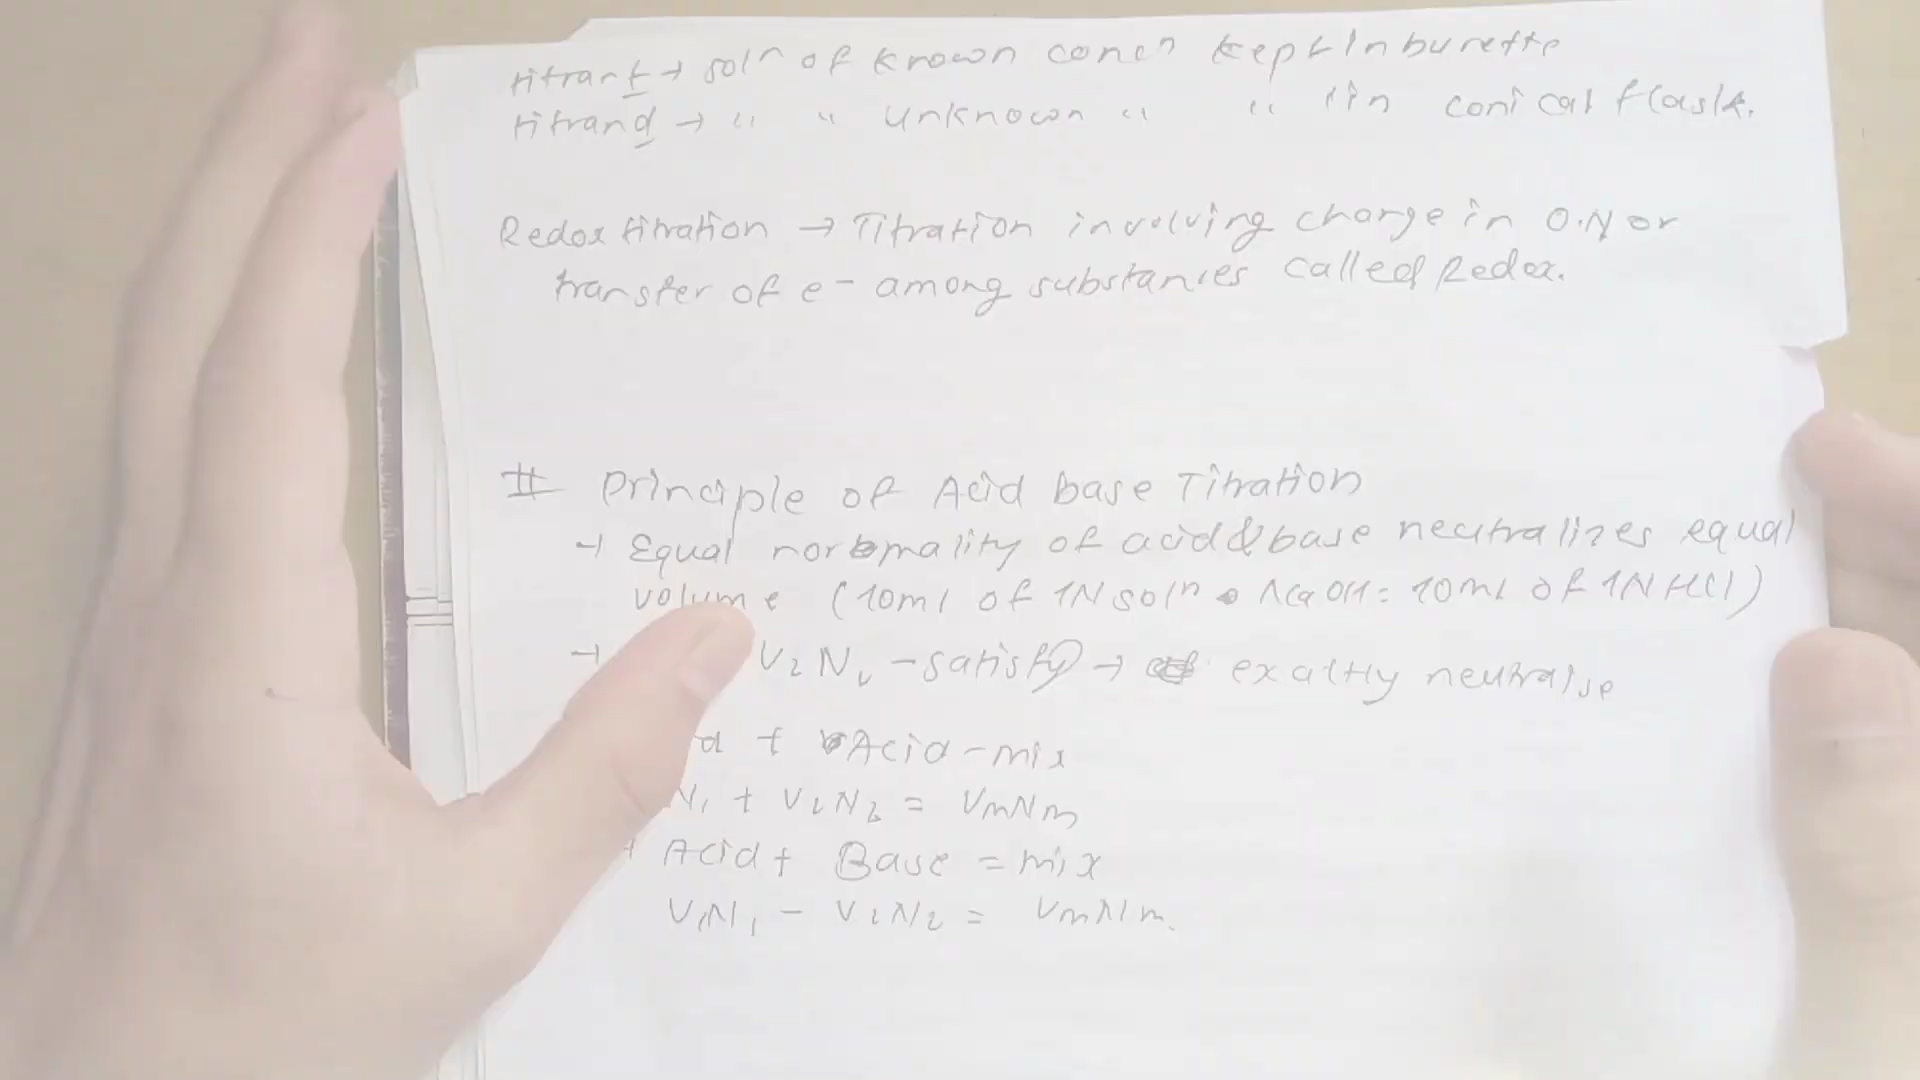 titrant → soln of known concn kept in burette
titrand → " " unknown " " " in conical flask.
Redox titration → Titration involving change in O.N or
transfer of e- among substances called Redox.
# Principle of Acid base Titration
→ Equal normality of acid & base neutralizes equal
volume (10ml of 1N soln NaOH = 10ml of 1N HCl)
→ V2N2 - satisfy → exaltly neutralise
d + Acid - mix
N1 + V2N2 = VmNm
+ Acid + Base = mix
V1N1 - V2N2 = VmNm.